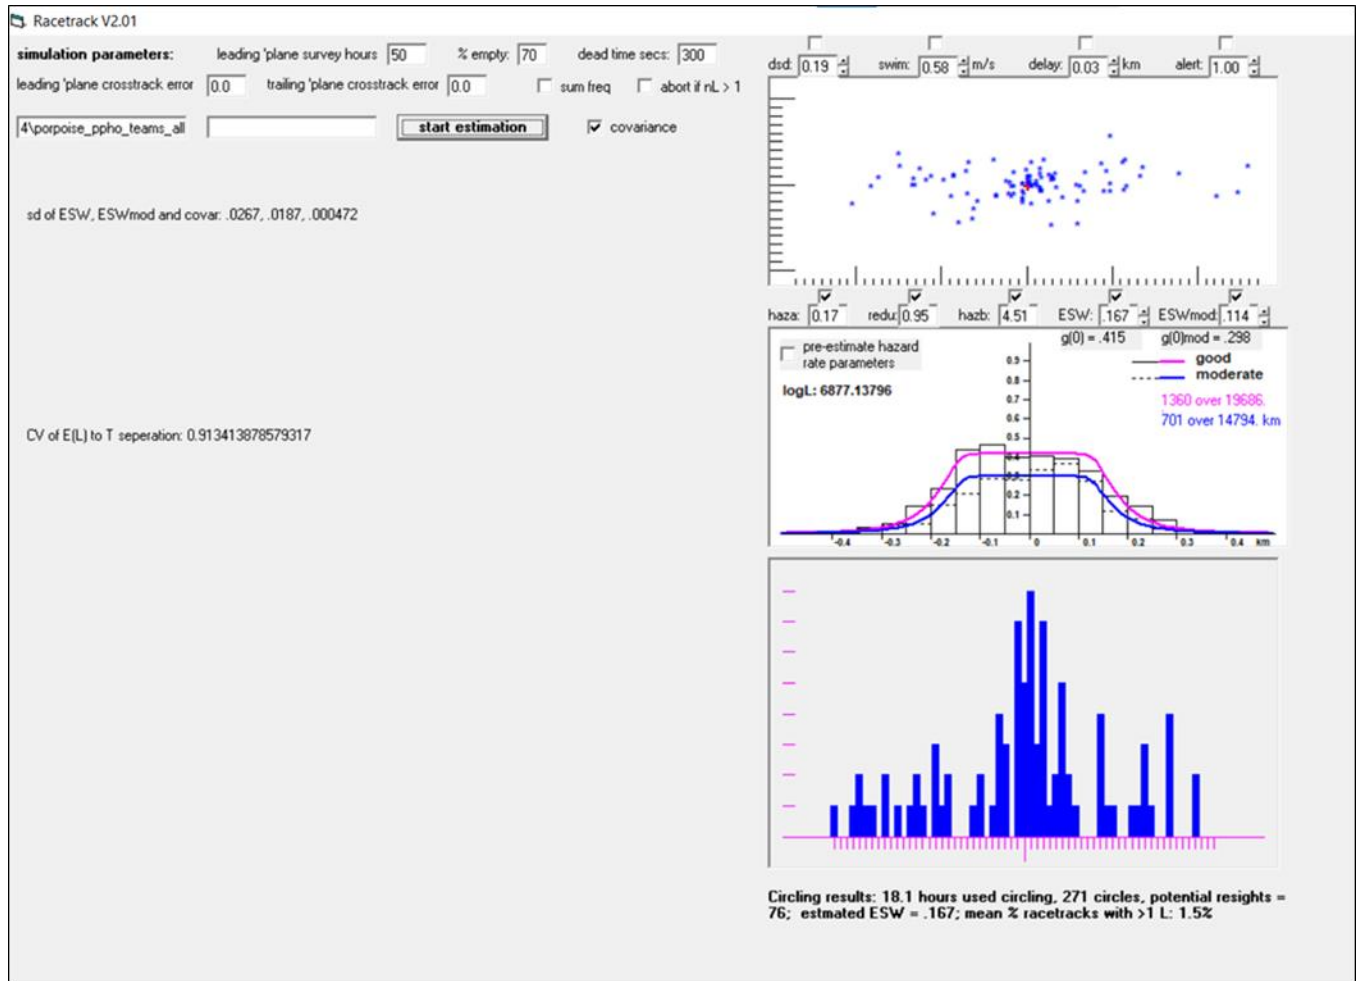 Racetrack V2.01
simulation parameters: leading 'plane survey hours 50 % empty: 70 dead time secs: 300
leading 'plane crosstrack error 0.0 trailing 'plane crosstrack error 0.0 sum freq abort if nL > 1
4\porpoise_ppho_teams_all start estimation covariance
sd of ESW, ESWmod and covar: .0267, .0187, .000472
CV of E(L) to T seperation: 0.913413878579317
dsd: 0.19 swim: 0.58 m/s delay: 0.03 km alert: 1.00
haza: 0.17 redu: 0.95 hazb: 4.51 ESW: .167 ESWmod: .114
g(0) = .415 g(0)mod = .298
pre-estimate hazard
rate parameters
good
moderate
logL: 6877.13796
1360 over 19686.
701 over 14794. km
0.9
0.8
0.7
0.6
0.5
0.4
0.2
0.1
-0.4 -0.3 -0.2 -0.1 0 0.1 0.2 0.3 0.4 km
Circling results: 18.1 hours used circling, 271 circles, potential resights =
76; estmated ESW = .167; mean % racetracks with >1 L: 1.5%